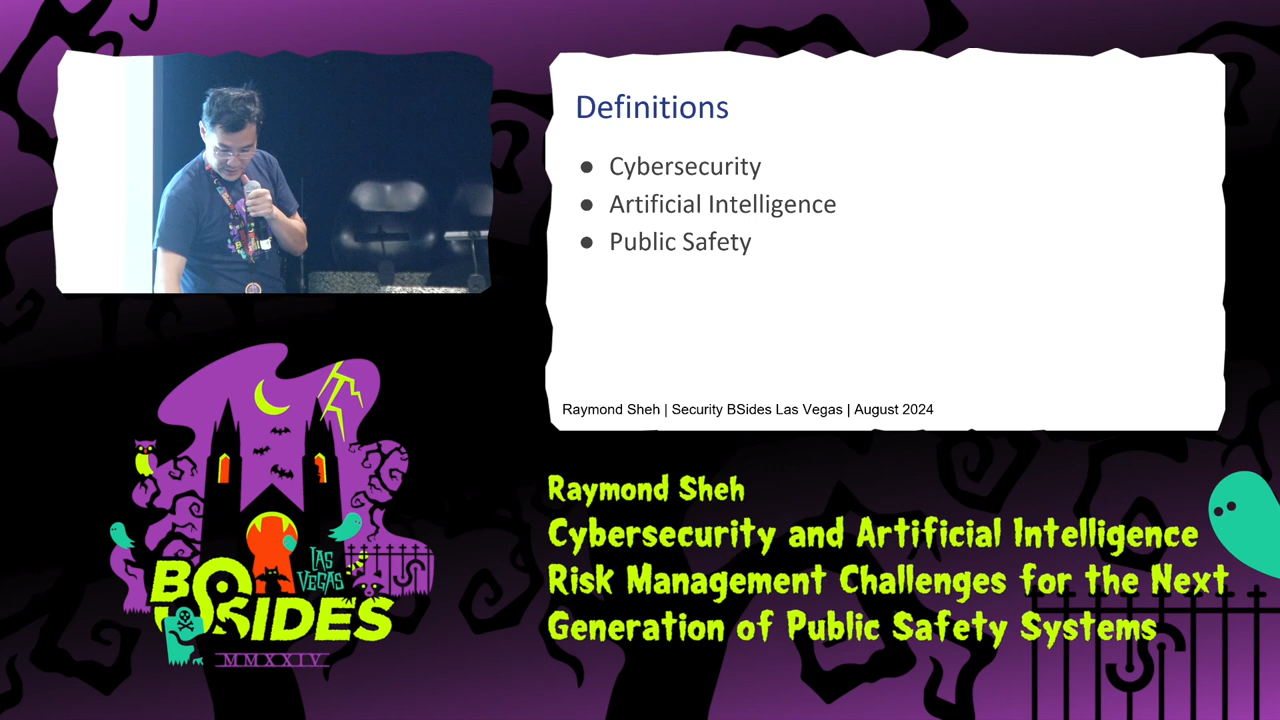 Definitions
● Cybersecurity
● Artificial Intelligence
● Public Safety
Raymond Sheh | Security BSides Las Vegas | August 2024
BSIDES
LAS
VEGAS
MMXXIV
Raymond Sheh
Cybersecurity and Artificial Intelligence
Risk Management Challenges for the Next
Generation of Public Safety Systems